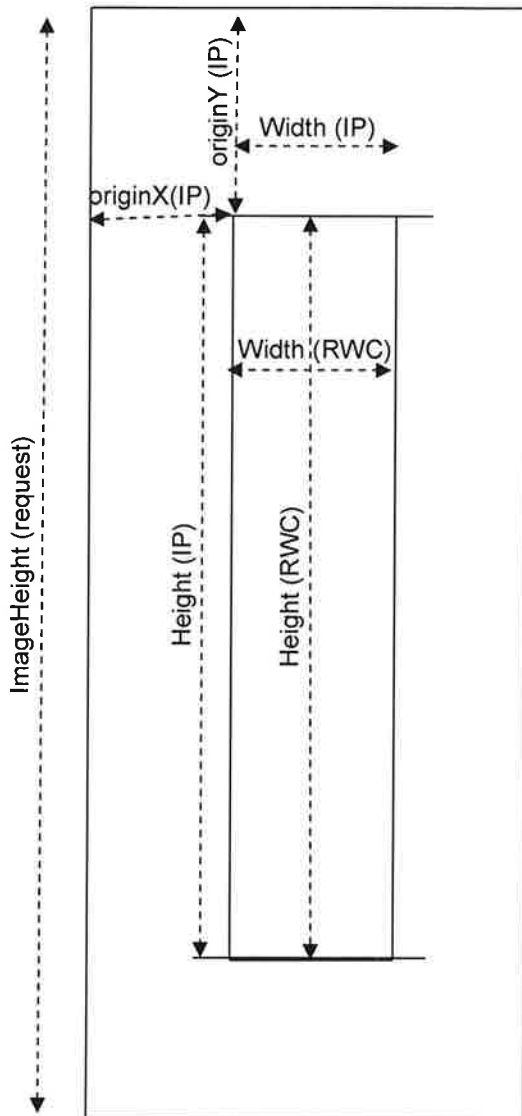 originY (IP)
Width (IP)
originX(IP)
Width (RWC)
ImageHeight (request)
Height (IP)
Height (RWC)